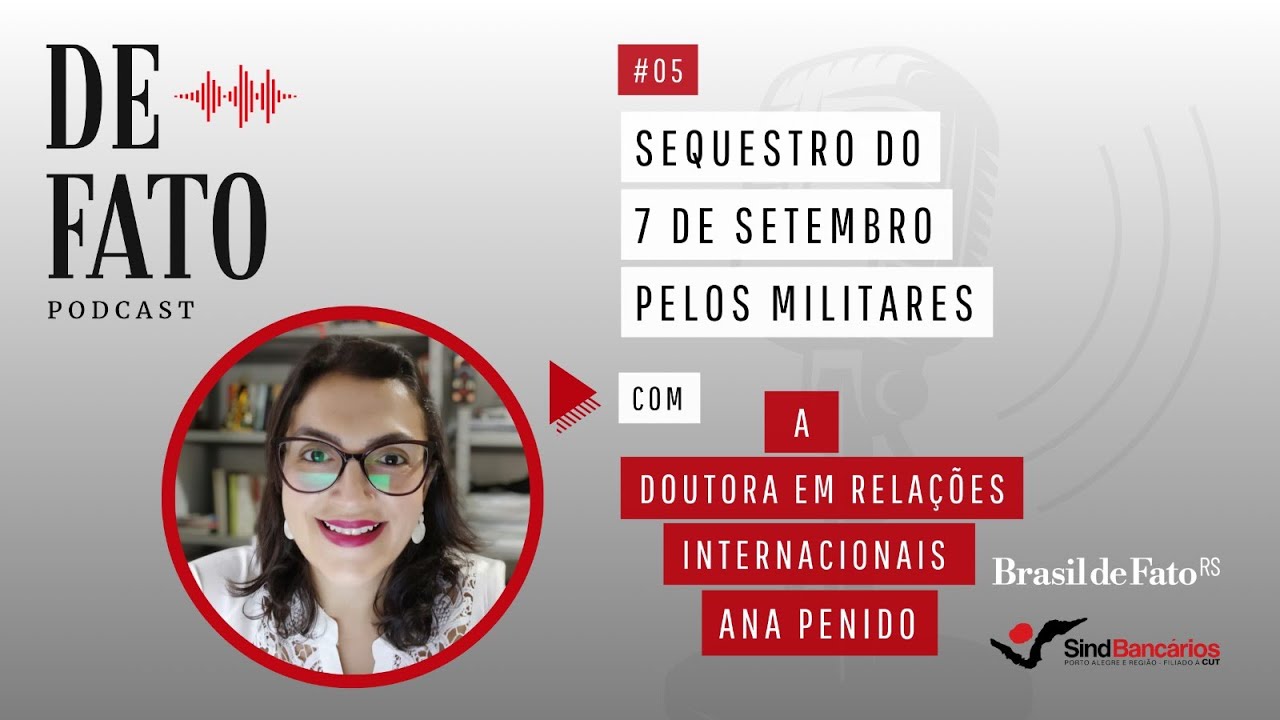 DE
FATO
PODCAST
#05
SEQUESTRO DO
7 DE SETEMBRO
PELOS MILITARES
COM
A
DOUTORA EM RELAÇÕES
INTERNACIONAIS
ANA PENIDO
Brasil de Fato RS
SindBancários
PORTO ALEGRE E REGIÃO - FILIADO A CUT